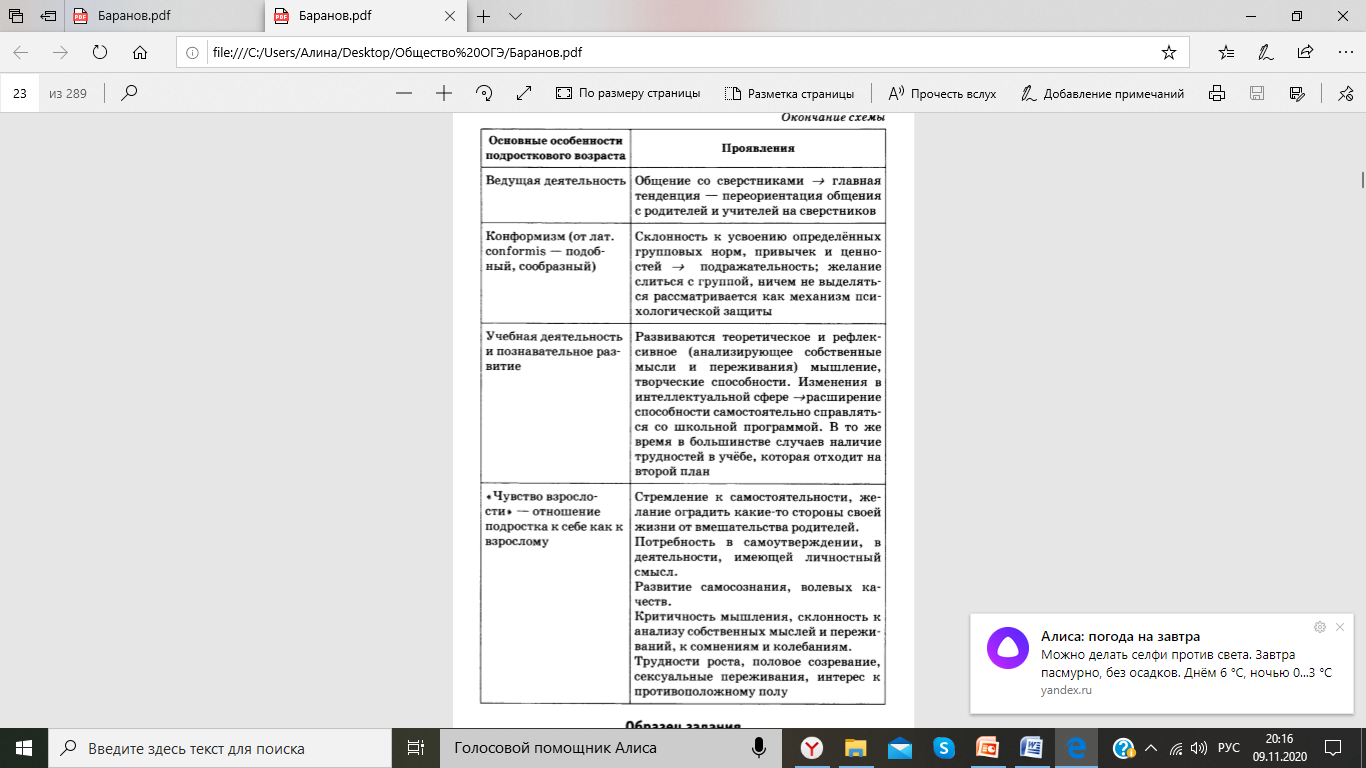 Баранов.pdf
Баранов.pdf
file:///C:/Users/Алина/Desktop/Общество%20ОГЭ/Баранов.pdf
23 из 289
По размеру страницы
Разметка страницы
Прочесть вслух
Добавление примечаний
Окончание схемы
Основные особенности
подросткового возраста
Проявления
Ведущая деятельность
Общение со сверстниками → главная
тенденция — переориентация общения
с родителей и учителей на сверстников
Конформизм (от лат.
conformis — подоб-
ный, сообразный)
Склонность к усвоению определённых
групповых норм, привычек и ценно-
стей → подражательность; желание
слиться с группой, ничем не выделять-
ся рассматривается как механизм пси-
хологической защиты
Учебная деятельность
и познавательное раз-
витие
Развиваются теоретическое и рефлек-
сивное (анализирующее собственные
мысли и переживания) мышление,
творческие способности. Изменения в
интеллектуальной сфере →расширение
способности самостоятельно справлять-
ся со школьной программой. В то же
время в большинстве случаев наличие
трудностей в учёбе, которая отходит на
второй план
«Чувство взросло-
сти» — отношение
подростка к себе как к
взрослому
Стремление к самостоятельности, же-
лание оградить какие-то стороны своей
жизни от вмешательства родителей.
Потребность в самоутверждении, в
деятельности, имеющей личностный
смысл.
Развитие самосознания, волевых ка-
честв.
Критичность мышления, склонность к
анализу собственных мыслей и пережи-
ваний, к сомнениям и колебаниям.
Трудности роста, половое созревание,
сексуальные переживания, интерес к
противоположному полу
Образец задания
Алиса: погода на завтра
Можно делать селфи против света. Завтра
пасмурно, без осадков. Днём 6 °C, ночью 0...3 °C
yandex.ru
Введите здесь текст для поиска
Голосовой помощник Алиса
РУС
20:16
09.11.2020